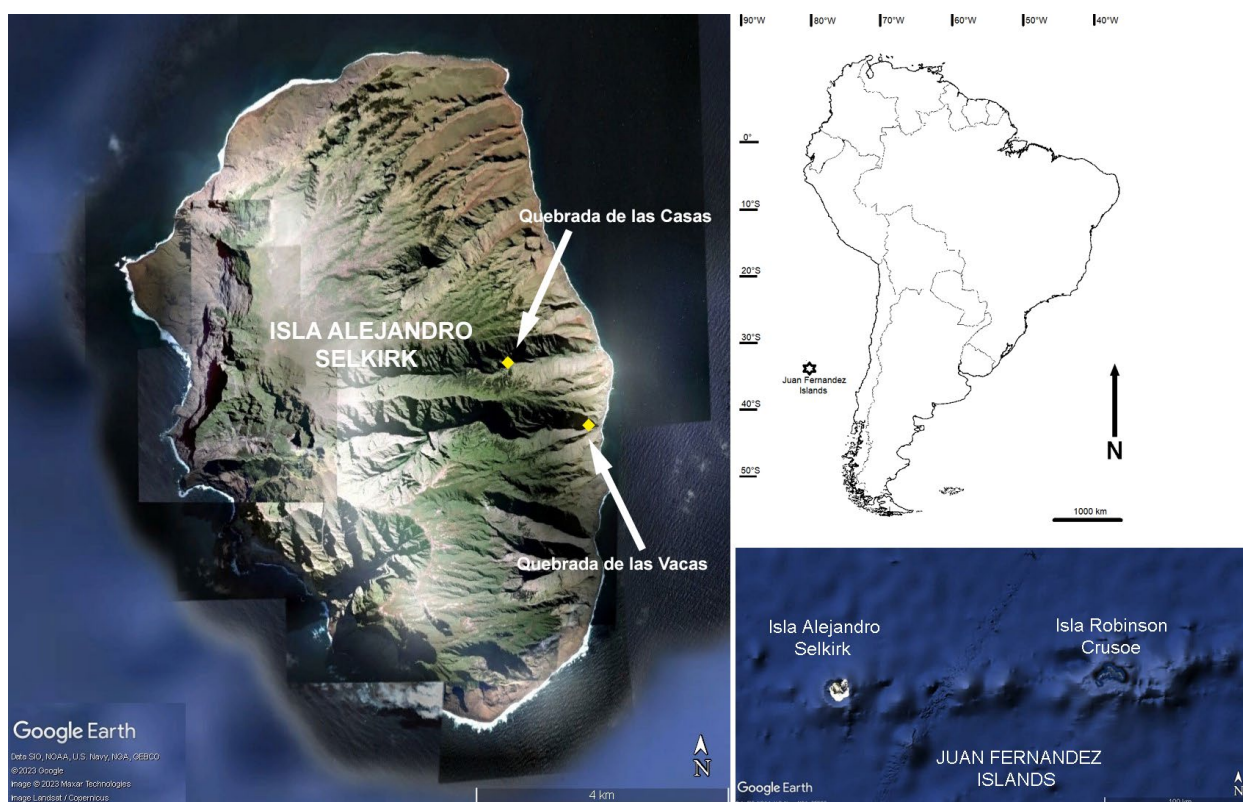 Quebrada de las Casas
ISLA ALEJANDRO
SELKIRK
Quebrada de las Vacas
Google Earth
Data SIO, NOAA, U.S. Navy, NGA, GEBCO
©2023 Google
Image © 2023 Maxar Technologies
Image Landsat / Copernicus
4 km
N
90°W
80°W
70°W
60°W
50°W
40°W
0°
10°S
20°S
30°S
40°S
50°S
Juan Fernandez
Islands
N
1000 km
Isla Alejandro
Selkirk
Isla Robinson
Crusoe
JUAN FERNANDEZ
ISLANDS
Google Earth
N
100 km